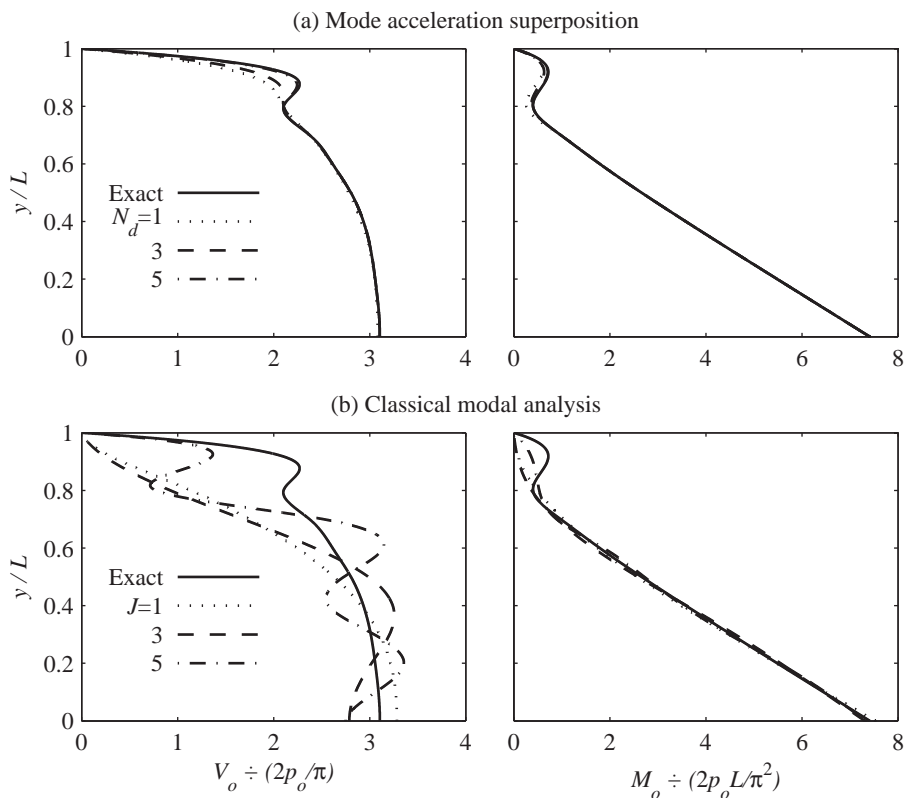 (a) Mode acceleration superposition
1
0.8
0.6
0.4
0.2
0
y / L
Exact
N_d=1
3
5
0 1 2 3 4
0 2 4 6 8
(b) Classical modal analysis
1
0.8
0.6
0.4
0.2
0
y / L
Exact
J=1
3
5
0 1 2 3 4
0 2 4 6 8
V_o ÷ (2p_o/π)
M_o ÷ (2p_oL/π²)